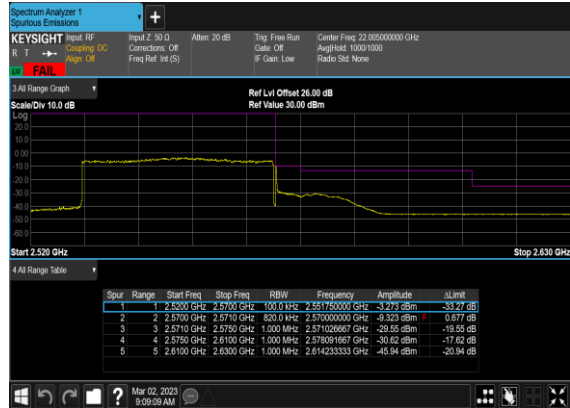 Spectrum Analyzer 1
Spurious Emissions
KEYSIGHT Input: RF Input Z: 50 Ω Atten: 20 dB Trig: Free Run Center Freq: 22.005000000 GHz
R T Coupling: DC Corrections: Off Gate: Off Avg|Hold: 1000/1000
Align: Off Freq Ref: Int (S) IF Gain: Low Radio Std: None
FAIL
3 All Range Graph
Ref Lvl Offset 26.00 dB
Scale/Div 10.0 dB Ref Value 30.00 dBm
Log
20.0
10.0
0.00
-10.0
-20.0
-30.0
-40.0
-50.0
-60.0
Start 2.520 GHz Stop 2.630 GHz
4 All Range Table
Spur Range Start Freq Stop Freq RBW Frequency Amplitude ΔLimit
1 1 2.5200 GHz 2.5700 GHz 100.0 kHz 2.551750000 GHz -3.273 dBm -33.27 dB
2 2 2.5700 GHz 2.5710 GHz 820.0 kHz 2.570000000 GHz -9.323 dBm F 0.677 dB
3 3 2.5710 GHz 2.5750 GHz 1.000 MHz 2.571026667 GHz -29.55 dBm -19.55 dB
4 4 2.5750 GHz 2.6100 GHz 1.000 MHz 2.578091667 GHz -30.62 dBm -17.62 dB
5 5 2.6100 GHz 2.6300 GHz 1.000 MHz 2.614233333 GHz -45.94 dBm -20.94 dB
? Mar 02, 2023
9:09:09 AM